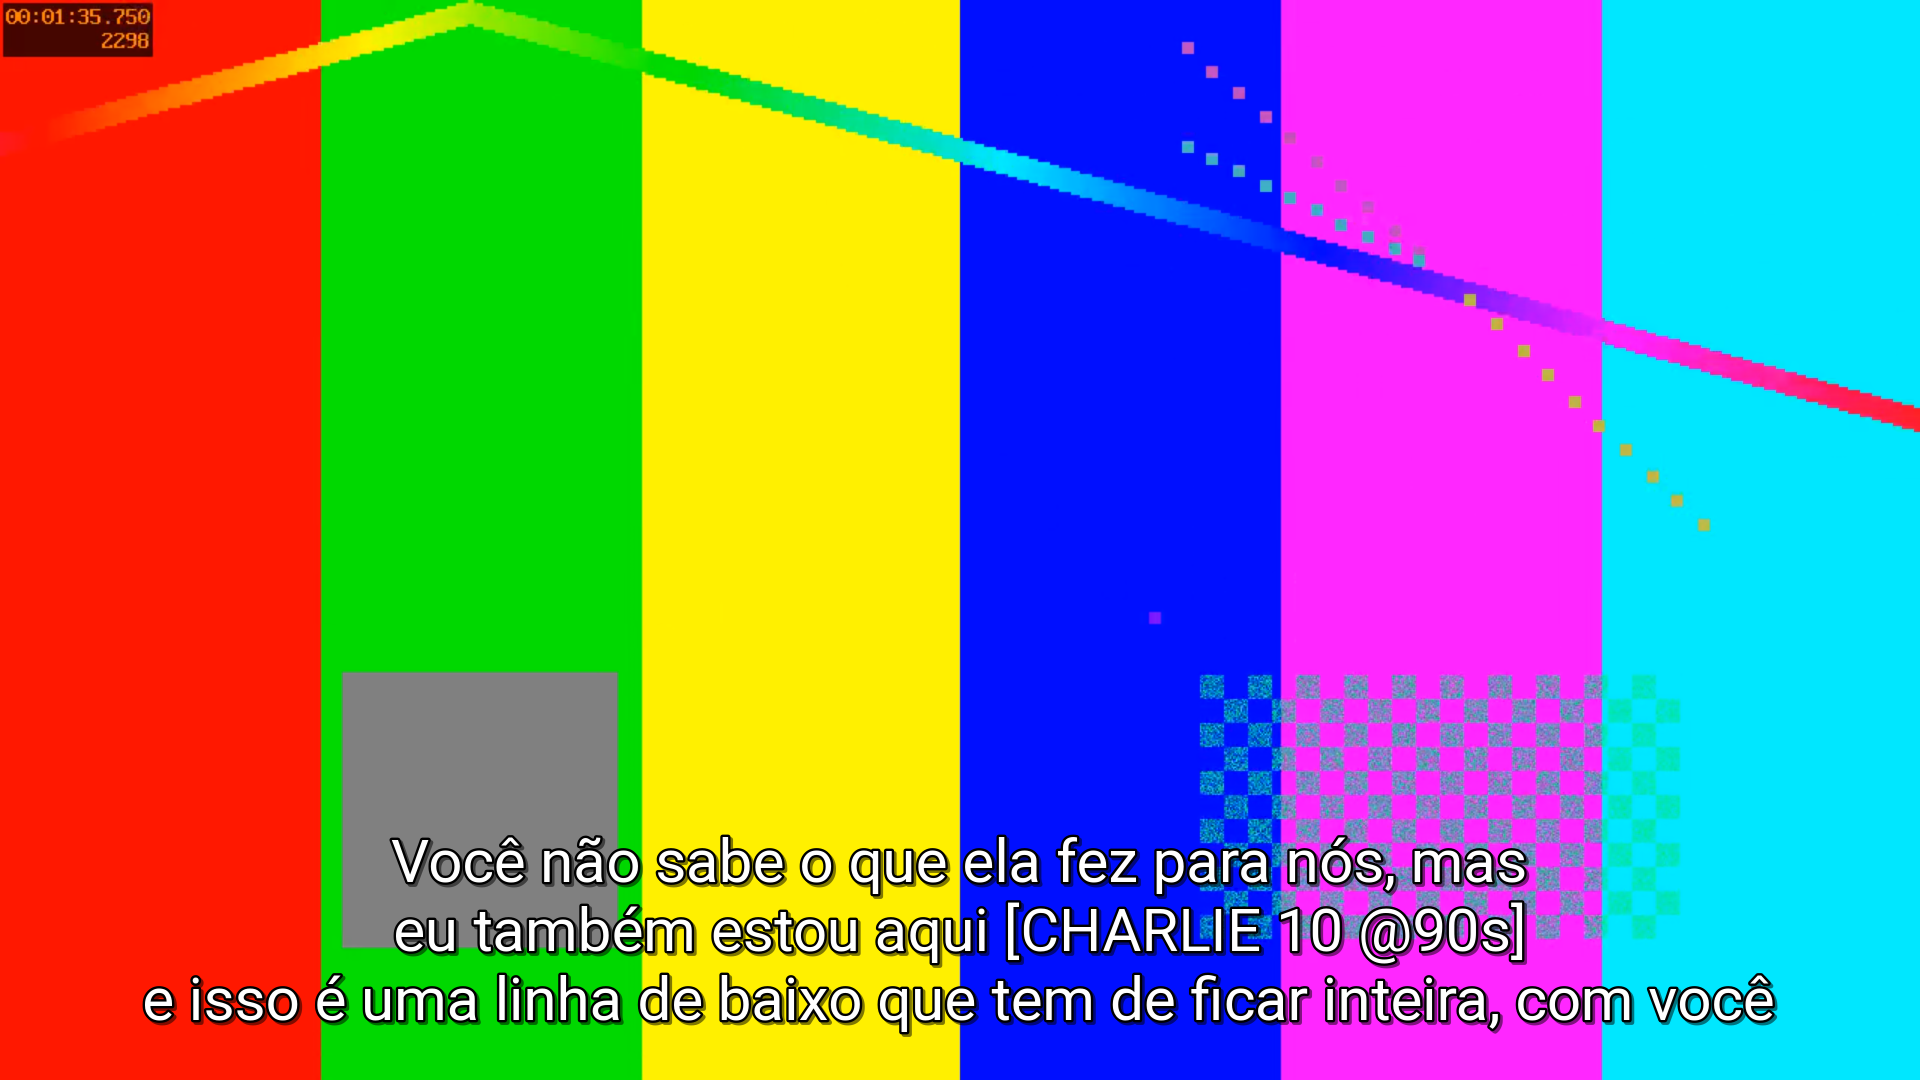 00:01:35.750
2298
Você não sabe o que ela fez para nós, mas
eu também estou aqui [CHARLIE 10 @90s]
e isso é uma linha de baixo que tem de ficar inteira, com você